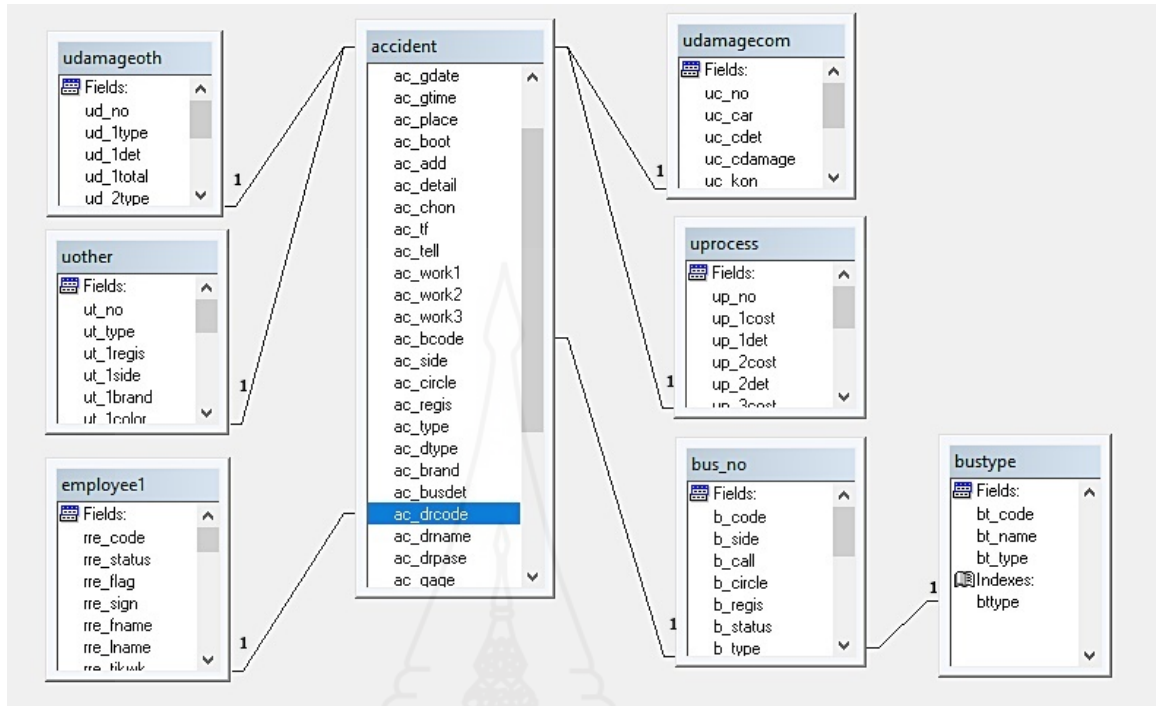 udamageoth
Fields:
ud_no
ud_1type
ud_1det
ud_1total
ud_2type
1
uother
Fields:
ut_no
ut_type
ut_1regis
ut_1side
ut_1brand
ut_1color
1
employee1
Fields:
rre_code
rre_status
rre_flag
rre_sign
rre_fname
rre_lname
rre_tikwk
1
accident
ac_gdate
ac_gtime
ac_place
ac_boot
ac_add
ac_detail
ac_chon
ac_tf
ac_tell
ac_work1
ac_work2
ac_work3
ac_bcode
ac_side
ac_circle
ac_regis
ac_type
ac_dtype
ac_brand
ac_busdet
ac_drcode
ac_drname
ac_drpase
ac_gage
udamagecom
Fields:
uc_no
uc_car
uc_cdet
uc_cdamage
uc_kon
1
uprocess
Fields:
up_no
up_1cost
up_1det
up_2cost
up_2det
up_3cost
1
bus_no
Fields:
b_code
b_side
b_call
b_circle
b_regis
b_status
b_type
1
bustype
Fields:
bt_code
bt_name
bt_type
Indexes:
bttype
1